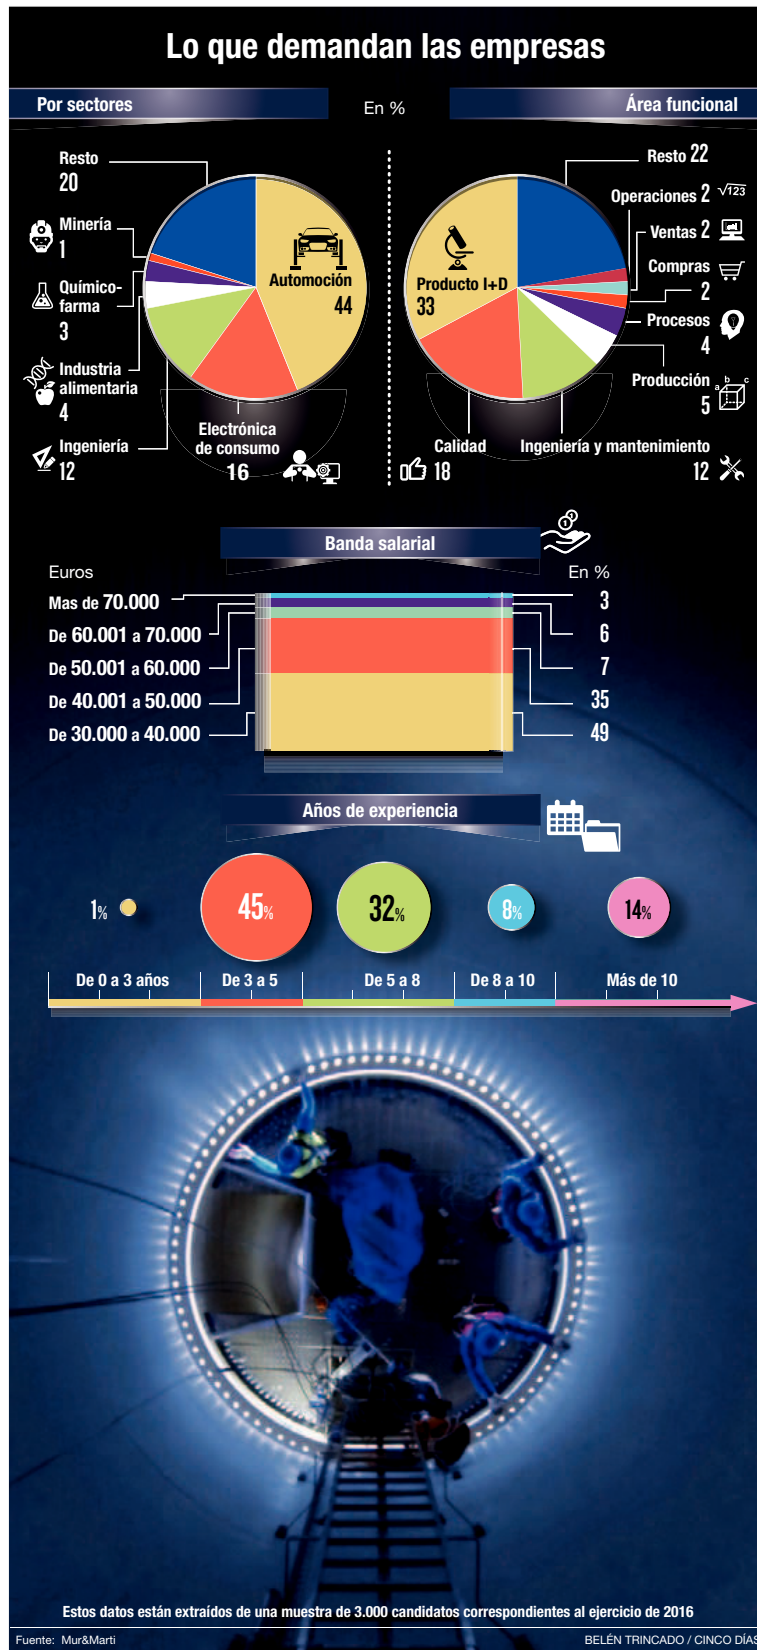 Lo que demandan las empresas
Por sectores
En %
Área funcional
Resto
20
Minería
1
Químico-
farma
3
Industria
alimentaria
4
Ingeniería
12
Automoción
44
Electrónica
de consumo
16
Producto I+D
33
Resto 22
Operaciones 2
√123
Ventas 2
Compras
2
Procesos
4
Producción
5
a b c
Calidad
18
Ingeniería y mantenimiento
12
Banda salarial
Euros
En %
Mas de 70.000
3
De 60.001 a 70.000
6
De 50.001 a 60.000
7
De 40.001 a 50.000
35
De 30.000 a 40.000
49
Años de experiencia
1%
45%
32%
8%
14%
De 0 a 3 años
De 3 a 5
De 5 a 8
De 8 a 10
Más de 10
Estos datos están extraídos de una muestra de 3.000 candidatos correspondientes al ejercicio de 2016
Fuente: Mur&Marti
BELÉN TRINCADO / CINCO DÍAS